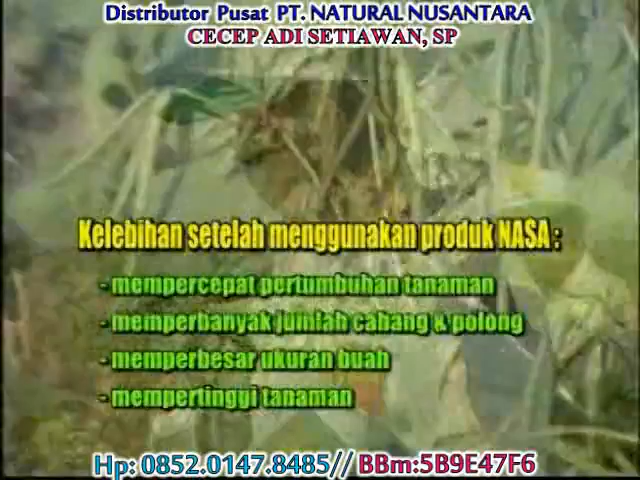 Distributor Pusat PT. NATURAL NUSANTARA
CECEP ADI SETIAWAN, SP
Kelebihan setelah menggunakan produk NASA :
- mempercepat pertumbuhan tanaman
- memperbanyak jumlah cabang & polong
- memperbesar ukuran buah
- mempertinggi tanaman
Hp: 0852.0147.8485// BBm:5B9E47F6